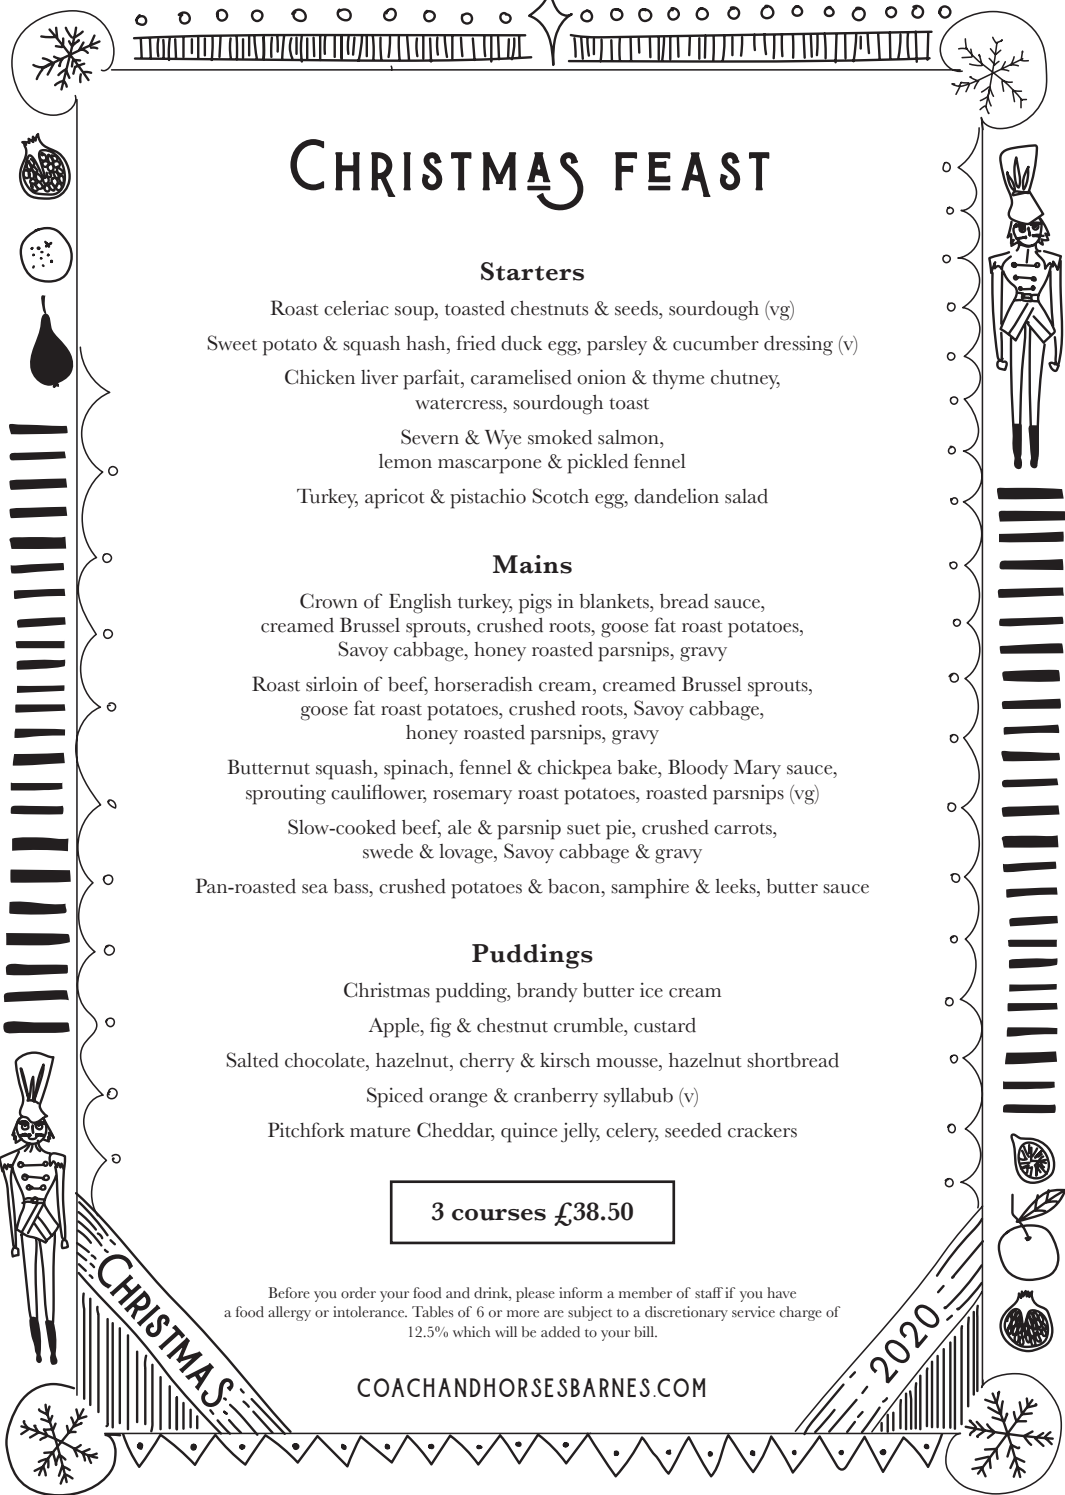 Christmas feast
Starters
Roast celeriac soup, toasted chestnuts & seeds, sourdough (vg)
Sweet potato & squash hash, fried duck egg, parsley & cucumber dressing (v)
Chicken liver parfait, caramelised onion & thyme chutney,
watercress, sourdough toast
Severn & Wye smoked salmon,
lemon mascarpone & pickled fennel
Turkey, apricot & pistachio Scotch egg, dandelion salad
Mains
Crown of English turkey, pigs in blankets, bread sauce,
creamed Brussel sprouts, crushed roots, goose fat roast potatoes,
Savoy cabbage, honey roasted parsnips, gravy
Roast sirloin of beef, horseradish cream, creamed Brussel sprouts,
goose fat roast potatoes, crushed roots, Savoy cabbage,
honey roasted parsnips, gravy
Butternut squash, spinach, fennel & chickpea bake, Bloody Mary sauce,
sprouting cauliflower, rosemary roast potatoes, roasted parsnips (vg)
Slow-cooked beef, ale & parsnip suet pie, crushed carrots,
swede & lovage, Savoy cabbage & gravy
Pan-roasted sea bass, crushed potatoes & bacon, samphire & leeks, butter sauce
Puddings
Christmas pudding, brandy butter ice cream
Apple, fig & chestnut crumble, custard
Salted chocolate, hazelnut, cherry & kirsch mousse, hazelnut shortbread
Spiced orange & cranberry syllabub (v)
Pitchfork mature Cheddar, quince jelly, celery, seeded crackers
3 courses £38.50
Before you order your food and drink, please inform a member of staff if you have
a food allergy or intolerance. Tables of 6 or more are subject to a discretionary service charge of
12.5% which will be added to your bill.
CHRISTMAS
2020
COACHANDHORSESBARNES.COM